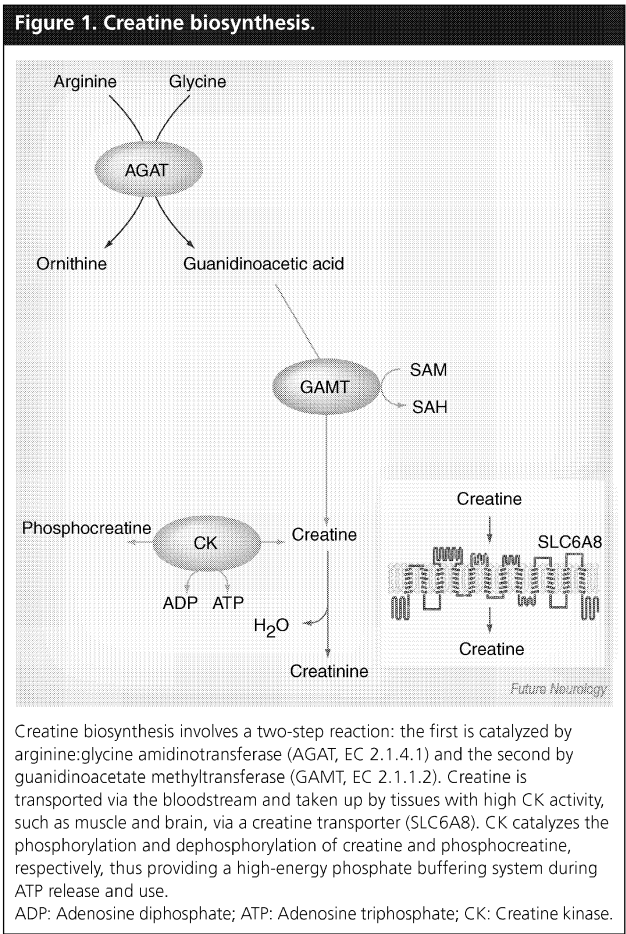 Figure 1. Creatine biosynthesis.
Arginine Glycine
AGAT
Ornithine Guanidinoacetic acid
GAMT
SAM
SAH
Creatine
SLC6A8
Phosphocreatine
CK
Creatine
ADP ATP
H2O
Creatine
Creatinine
Future Neurology
Creatine biosynthesis involves a two-step reaction: the first is catalyzed by
arginine:glycine amidinotransferase (AGAT, EC 2.1.4.1) and the second by
guanidinoacetate methyltransferase (GAMT, EC 2.1.1.2). Creatine is
transported via the bloodstream and taken up by tissues with high CK activity,
such as muscle and brain, via a creatine transporter (SLC6A8). CK catalyzes the
phosphorylation and dephosphorylation of creatine and phosphocreatine,
respectively, thus providing a high-energy phosphate buffering system during
ATP release and use.
ADP: Adenosine diphosphate; ATP: Adenosine triphosphate; CK: Creatine kinase.